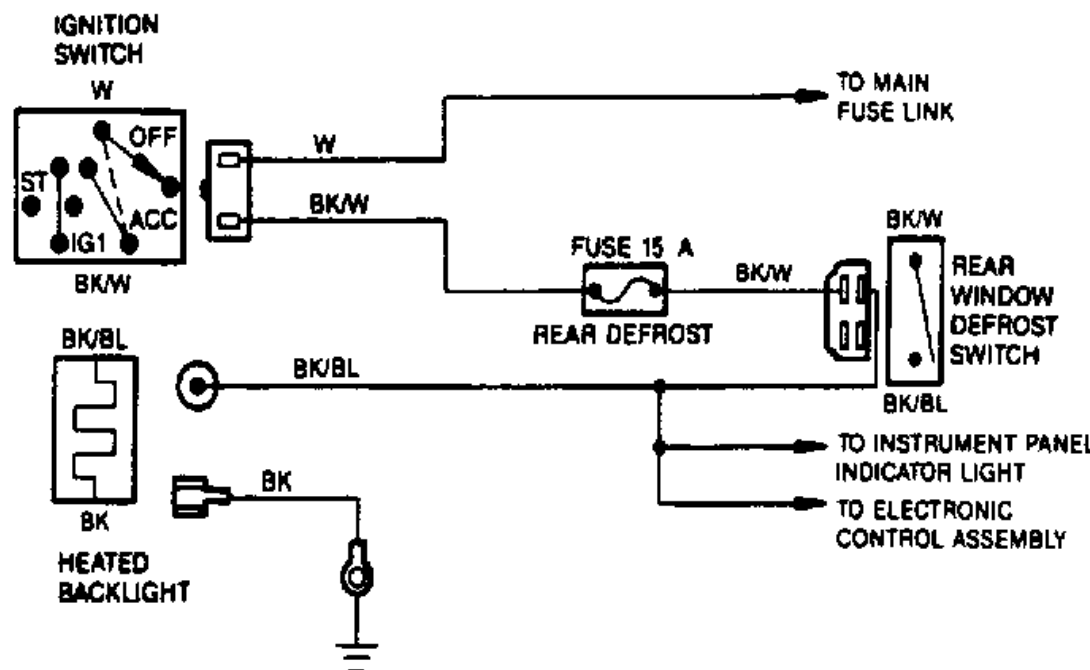 IGNITION
SWITCH
W
OFF
ST
ACC
IG1
BK/W
W
TO MAIN
FUSE LINK
BK/W
FUSE 15 A
REAR DEFROST
BK/W
BK/W
REAR
WINDOW
DEFROST
SWITCH
BK/BL
BK/BL
BK/BL
BK
HEATED
BACKLIGHT
BK
TO INSTRUMENT PANEL
INDICATOR LIGHT
TO ELECTRONIC
CONTROL ASSEMBLY